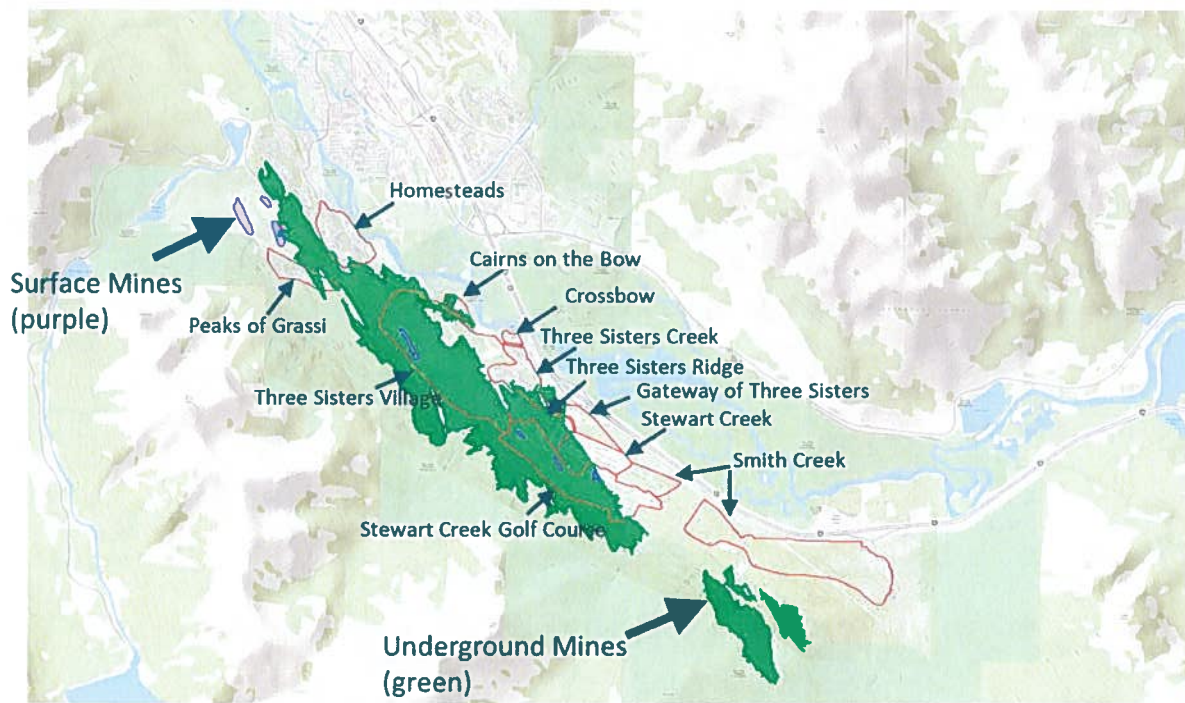 Homesteads
Cairns on the Bow
Surface Mines
(purple)
Crossbow
Peaks of Grassi
Three Sisters Creek
Three Sisters Ridge
Gateway of Three Sisters
Three Sisters Village
Stewart Creek
Smith Creek
Stewart Creek Golf Course
Underground Mines
(green)